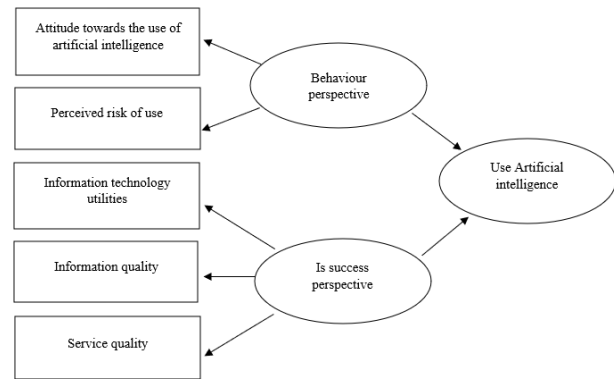 Attitude towards the use of
artificial intelligence
Perceived risk of use
Information technology
utilities
Information quality
Service quality
Behaviour
perspective
Is success
perspective
Use Artificial
intelligence